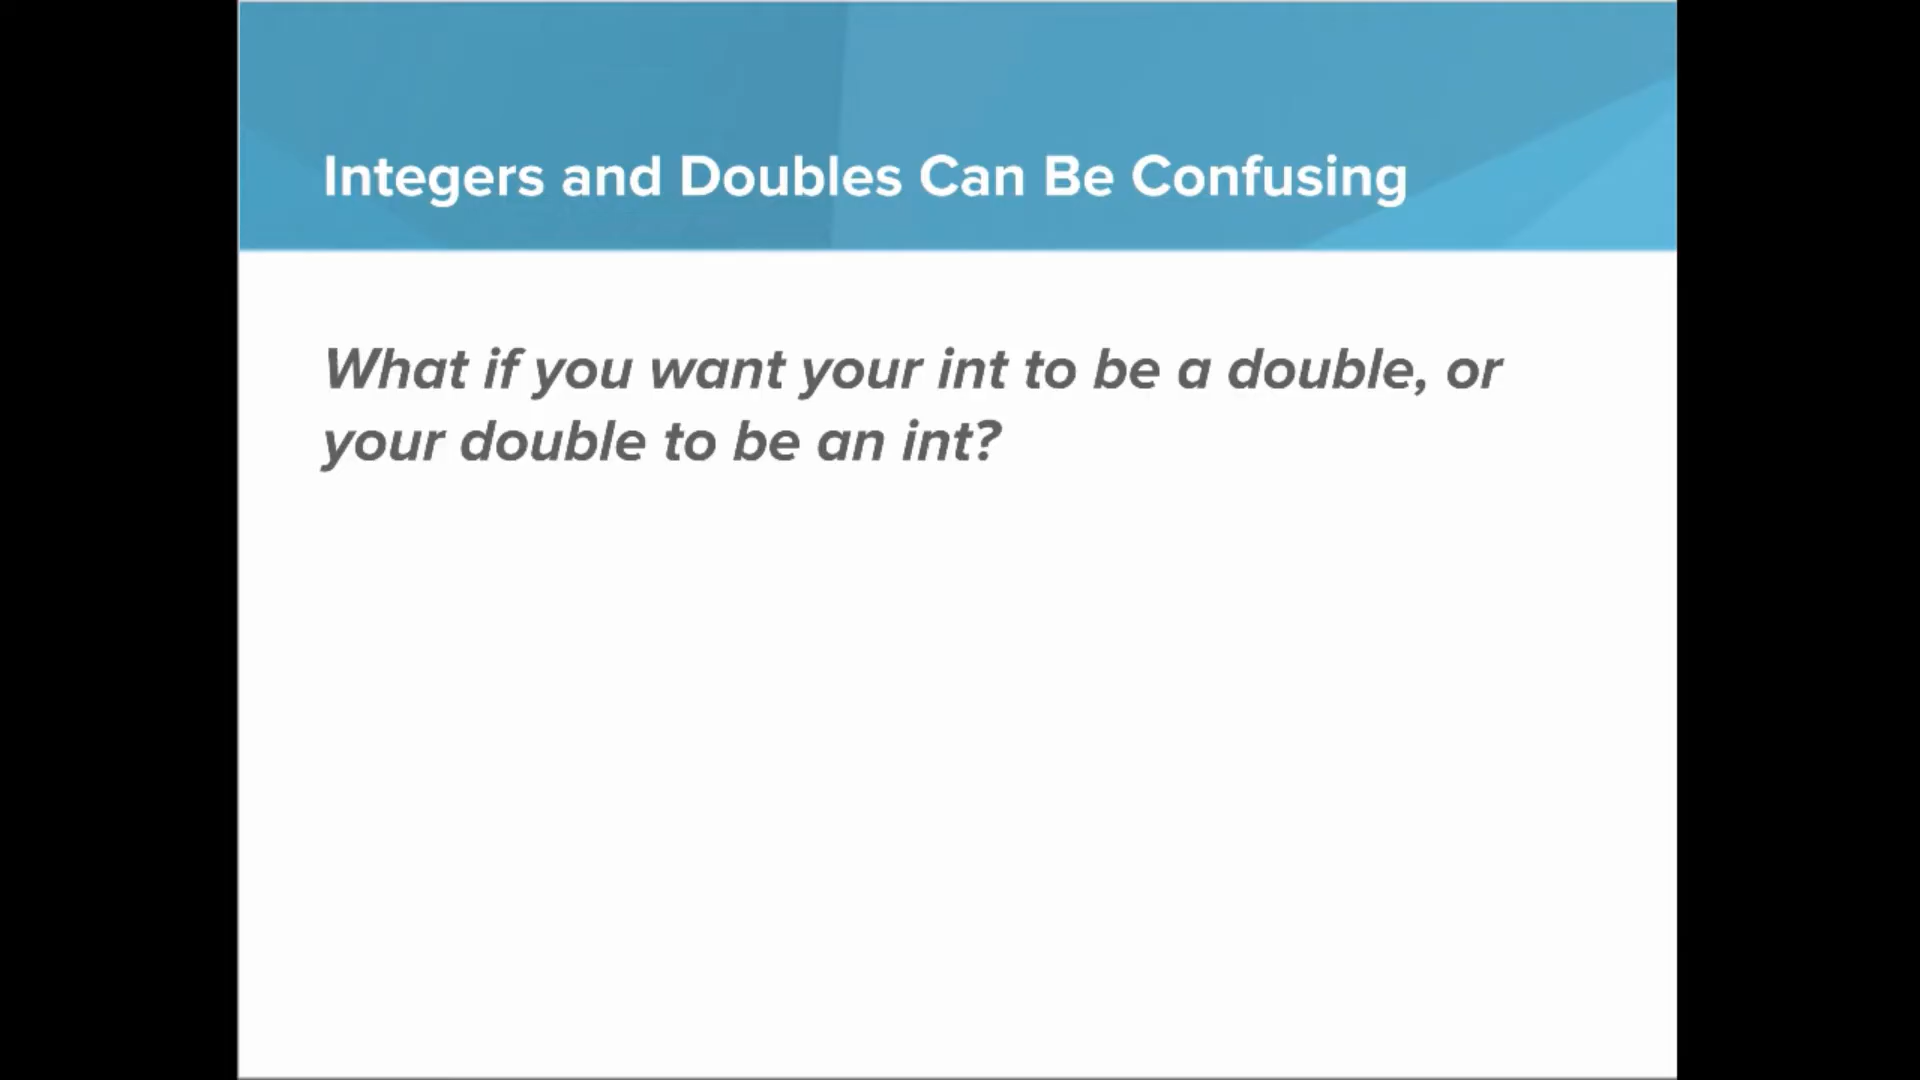 Integers and Doubles Can Be Confusing
What if you want your int to be a double, or
your double to be an int?